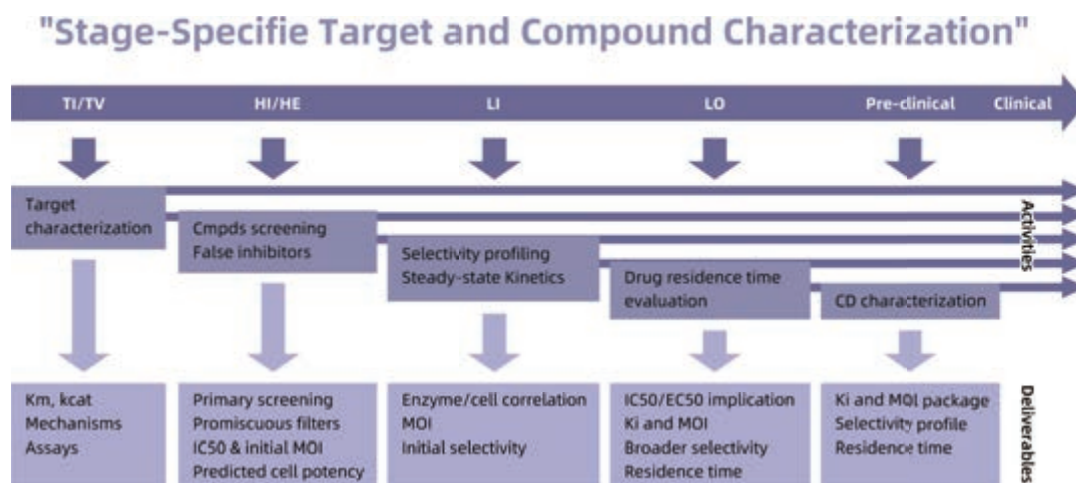 "Stage-Specifie Target and Compound Characterization"
TI/TV
HI/HE
LI
LO
Pre-clinical
Clinical
Target
characterization
Cmpds screening
False inhibitors
Selectivity profiling
Steady-state Kinetics
Drug residence time
evaluation
CD characterization
Activities
Km, kcat
Mechanisms
Assays
Primary screening
Promiscuous filters
IC50 & initial MOI
Predicted cell potency
Enzyme/cell correlation
MOI
Initial selectivity
IC50/EC50 implication
Ki and MOI
Broader selectivity
Residence time
Ki and MOI package
Selectivity profile
Residence time
Deliverables